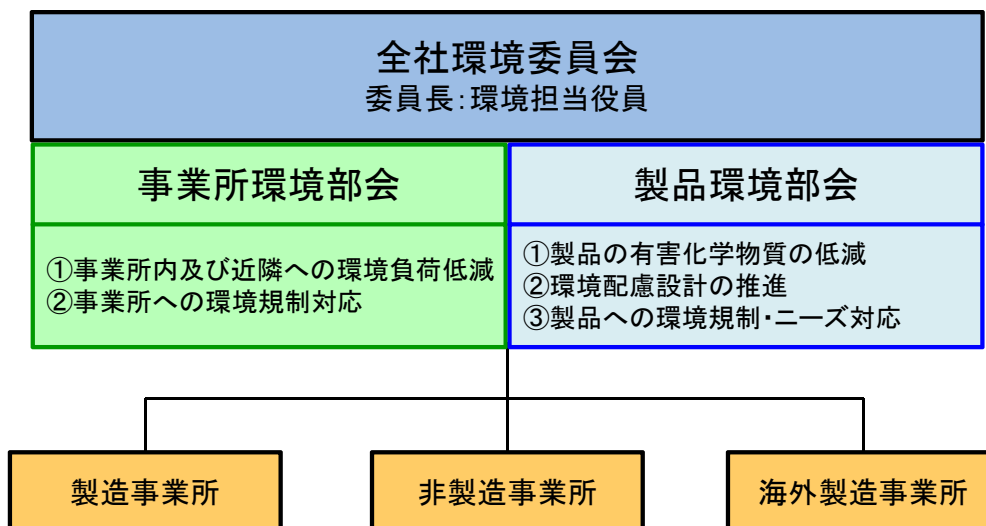 全社環境委員会
委員長:環境担当役員
事業所環境部会
①事業所内及び近隣への環境負荷低減
②事業所への環境規制対応
製品環境部会
①製品の有害化学物質の低減
②環境配慮設計の推進
③製品への環境規制・ニーズ対応
製造事業所
非製造事業所
海外製造事業所